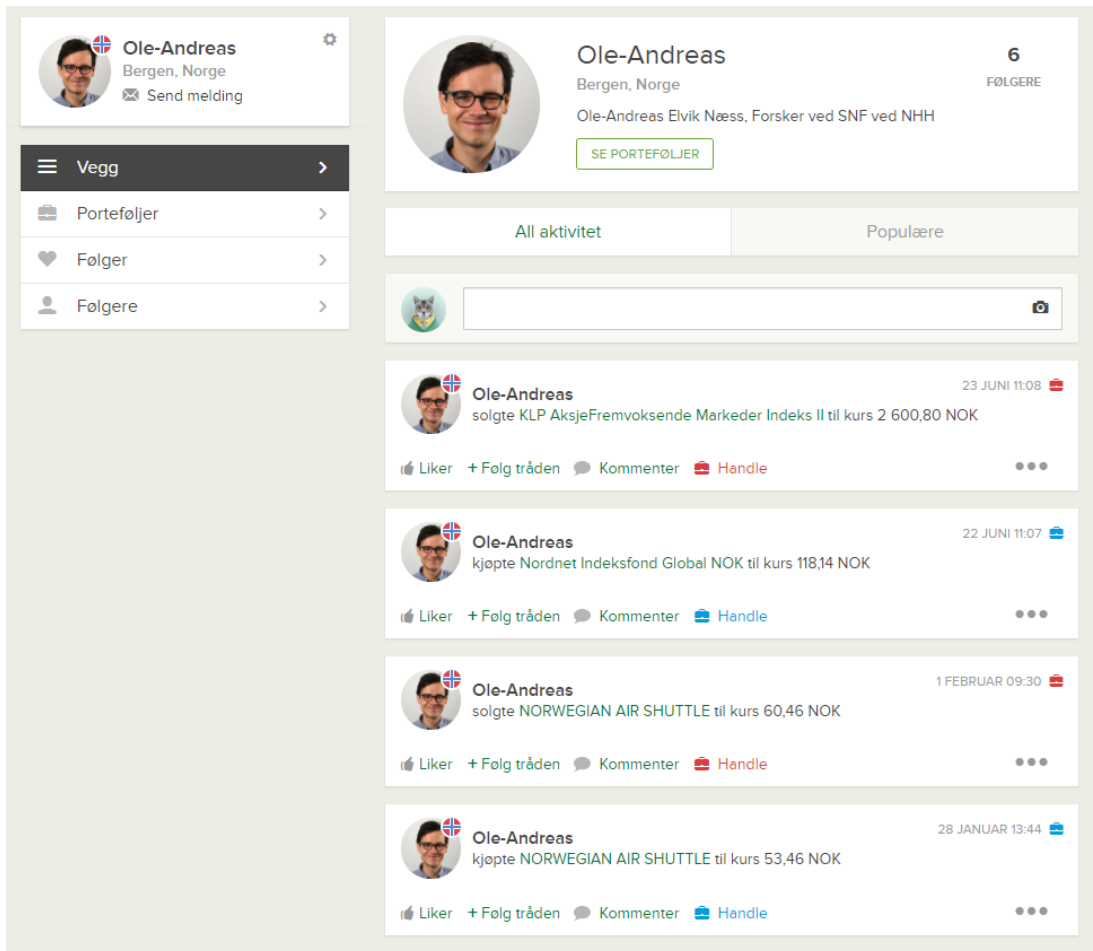 Ole-Andreas
Bergen, Norge
Send melding
Vegg
Porteføljer
Følger
Følgere
Ole-Andreas
Bergen, Norge
Ole-Andreas Elvik Næss, Forsker ved SNF ved NHH
SE PORTEFØLJER
6
FØLGERE
All aktivitet
Populære
Ole-Andreas
23 JUNI 11:08
solgte KLP AksjeFremvoksende Markeder Indeks II til kurs 2 600,80 NOK
Liker + Følg tråden Kommenter Handle
Ole-Andreas
22 JUNI 11:07
kjøpte Nordnet Indeksfond Global NOK til kurs 118,14 NOK
Liker + Følg tråden Kommenter Handle
Ole-Andreas
1 FEBRUAR 09:30
solgte NORWEGIAN AIR SHUTTLE til kurs 60,46 NOK
Liker + Følg tråden Kommenter Handle
Ole-Andreas
28 JANUAR 13:44
kjøpte NORWEGIAN AIR SHUTTLE til kurs 53,46 NOK
Liker + Følg tråden Kommenter Handle